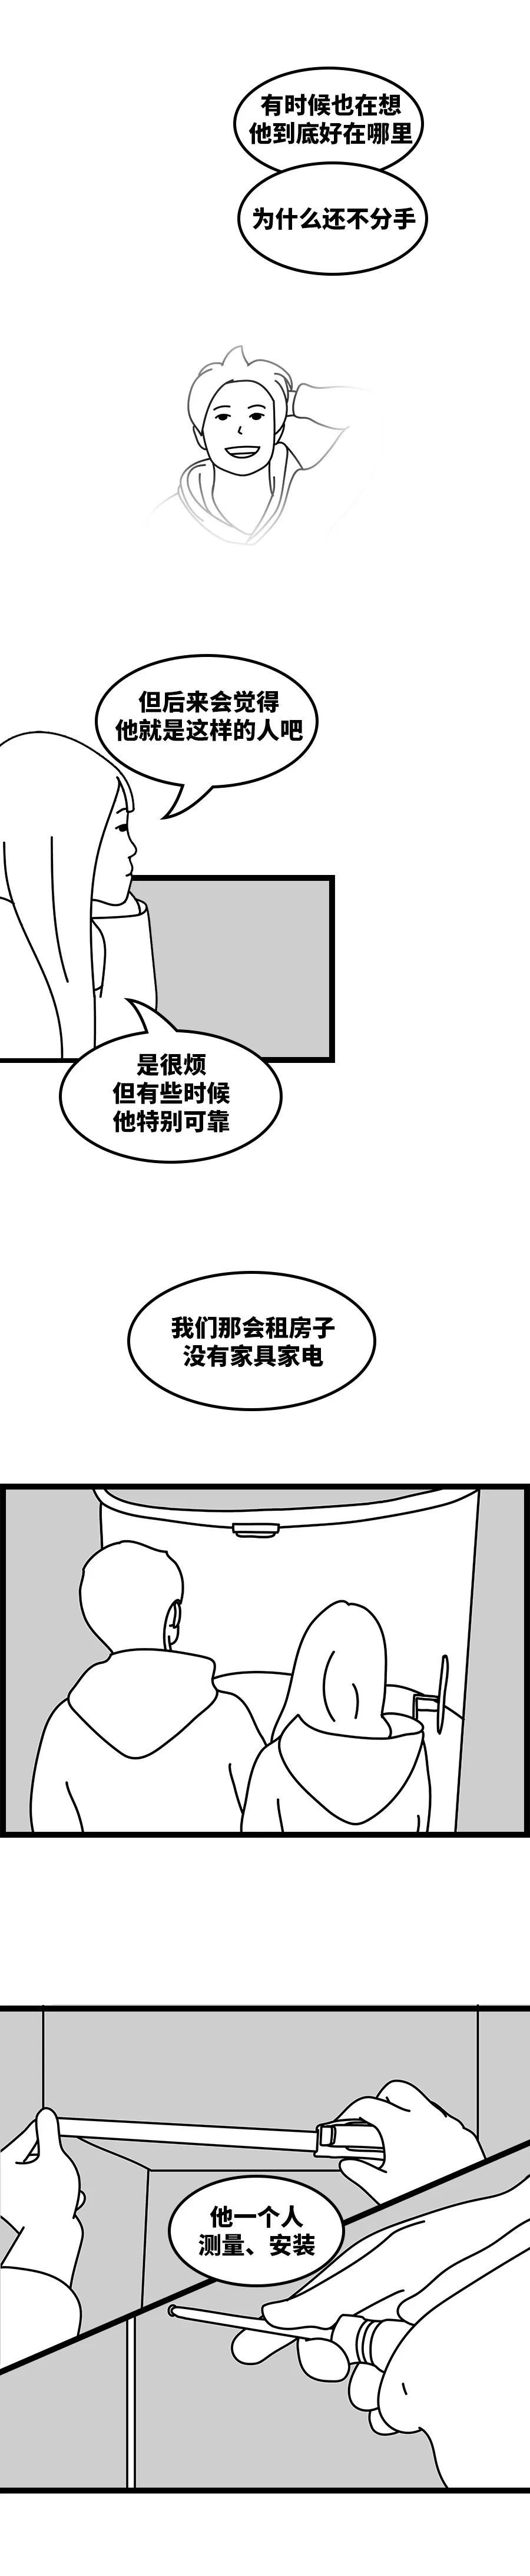 有时候也在想
他到底好在哪里
为什么还不分手
但后来会觉得
他就是这样的人吧
是很烦
但有些时候
他特别可靠
我们那会租房子
没有家具家电
他一个人
测量、安装